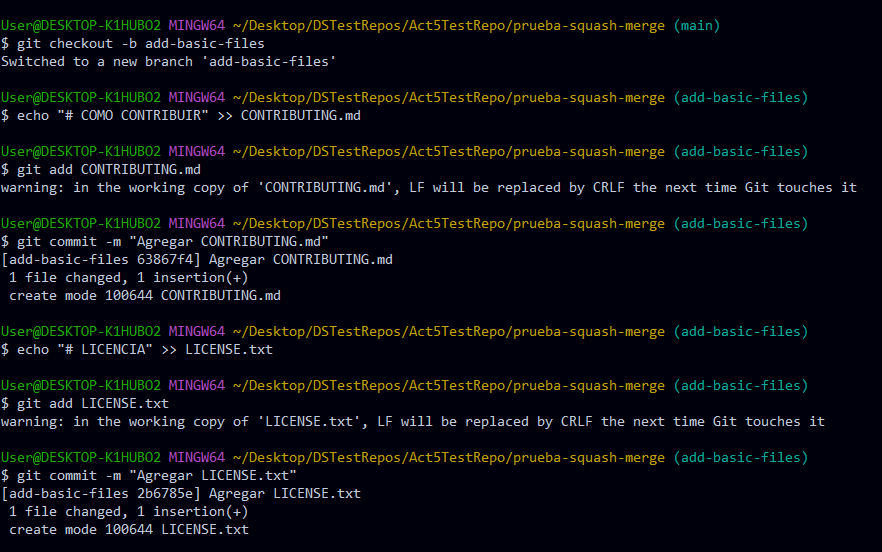 User@DESKTOP-K1HUBO2 MINGW64 ~/Desktop/DSTestRepos/Act5TestRepo/prueba-squash-merge (main)
$ git checkout -b add-basic-files
Switched to a new branch 'add-basic-files'
User@DESKTOP-K1HUBO2 MINGW64 ~/Desktop/DSTestRepos/Act5TestRepo/prueba-squash-merge (add-basic-files)
$ echo "# COMO CONTRIBUIR" >> CONTRIBUTING.md
User@DESKTOP-K1HUBO2 MINGW64 ~/Desktop/DSTestRepos/Act5TestRepo/prueba-squash-merge (add-basic-files)
$ git add CONTRIBUTING.md
warning: in the working copy of 'CONTRIBUTING.md', LF will be replaced by CRLF the next time Git touches it
User@DESKTOP-K1HUBO2 MINGW64 ~/Desktop/DSTestRepos/Act5TestRepo/prueba-squash-merge (add-basic-files)
$ git commit -m "Agregar CONTRIBUTING.md"
[add-basic-files 63867f4] Agregar CONTRIBUTING.md
 1 file changed, 1 insertion(+)
 create mode 100644 CONTRIBUTING.md
User@DESKTOP-K1HUBO2 MINGW64 ~/Desktop/DSTestRepos/Act5TestRepo/prueba-squash-merge (add-basic-files)
$ echo "# LICENCIA" >> LICENSE.txt
User@DESKTOP-K1HUBO2 MINGW64 ~/Desktop/DSTestRepos/Act5TestRepo/prueba-squash-merge (add-basic-files)
$ git add LICENSE.txt
warning: in the working copy of 'LICENSE.txt', LF will be replaced by CRLF the next time Git touches it
User@DESKTOP-K1HUBO2 MINGW64 ~/Desktop/DSTestRepos/Act5TestRepo/prueba-squash-merge (add-basic-files)
$ git commit -m "Agregar LICENSE.txt"
[add-basic-files 2b6785e] Agregar LICENSE.txt
 1 file changed, 1 insertion(+)
 create mode 100644 LICENSE.txt